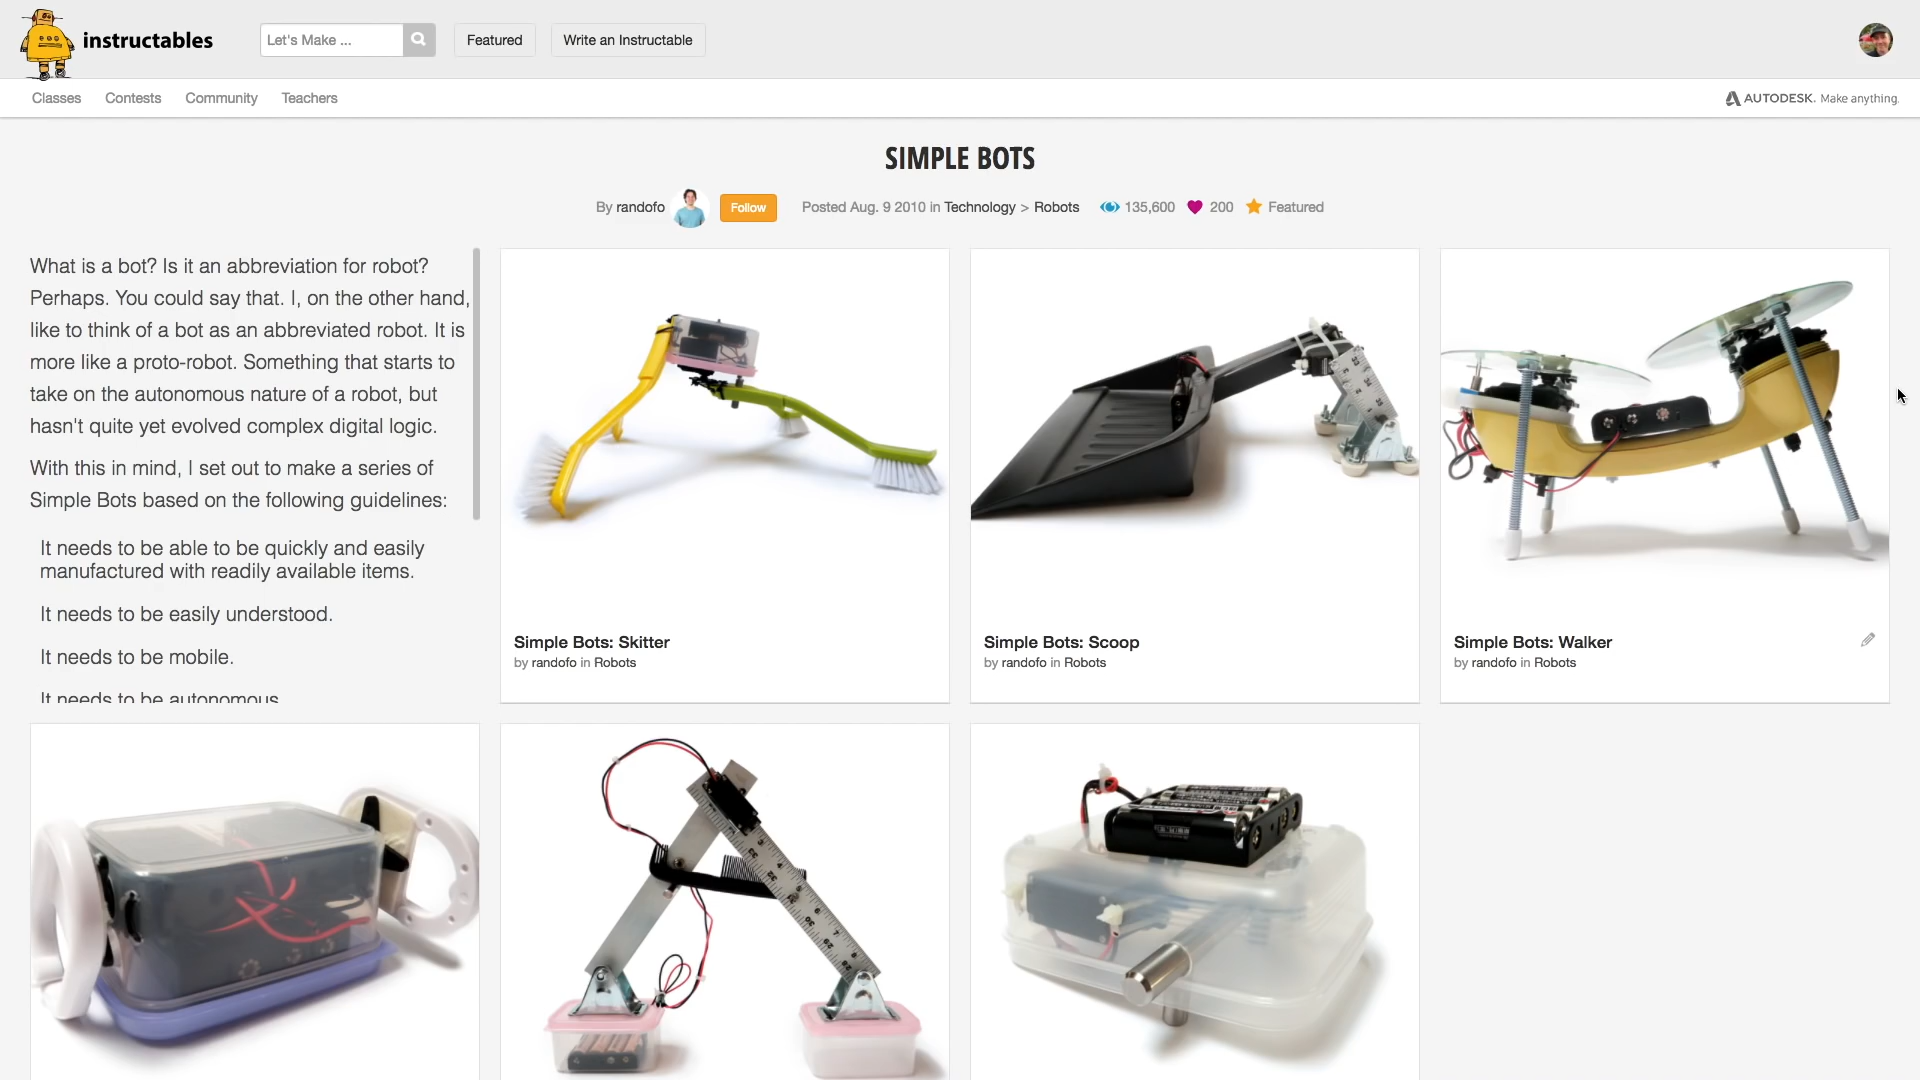 instructables
Let's Make ...
Featured
Write an Instructable
Classes
Contests
Community
Teachers
AUTODESK. Make anything.
SIMPLE BOTS
By randofo
Follow
Posted Aug. 9 2010 in Technology > Robots
135,600
200
Featured
What is a bot? Is it an abbreviation for robot?
Perhaps. You could say that. I, on the other hand,
like to think of a bot as an abbreviated robot. It is
more like a proto-robot. Something that starts to
take on the autonomous nature of a robot, but
hasn't quite yet evolved complex digital logic.
With this in mind, I set out to make a series of
Simple Bots based on the following guidelines:
It needs to be able to be quickly and easily
manufactured with readily available items.
It needs to be easily understood.
It needs to be mobile.
It needs to be autonomous
Simple Bots: Skitter
by randofo in Robots
Simple Bots: Scoop
by randofo in Robots
Simple Bots: Walker
by randofo in Robots